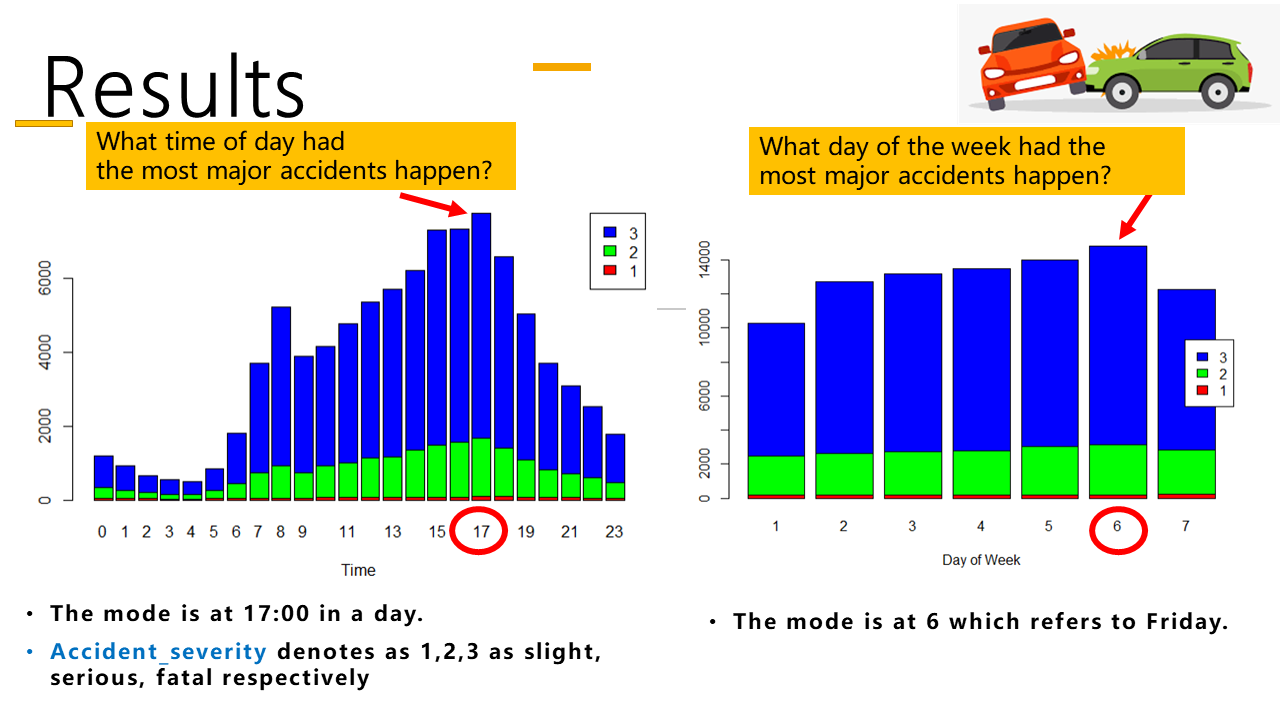 Results
What time of day had
the most major accidents happen?
What day of the week had the
most major accidents happen?
3
2
1
6000
4000
2000
0
0 1 2 3 4 5 6 7 8 9 11 13 15 17 19 21 23
Time
14000
10000
6000
2000
0
3
2
1
1 2 3 4 5 6 7
Day of Week
• The mode is at 17:00 in a day.
• Accident_severity denotes as 1,2,3 as slight,
serious, fatal respectively
• The mode is at 6 which refers to Friday.